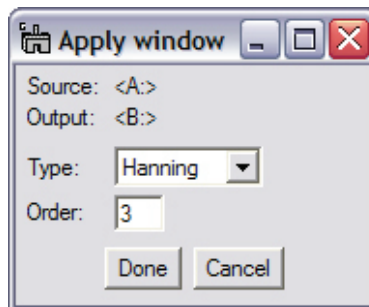 Apply window
Source: <A:>
Output: <B:>
Type: Hanning
Order: 3
Done Cancel